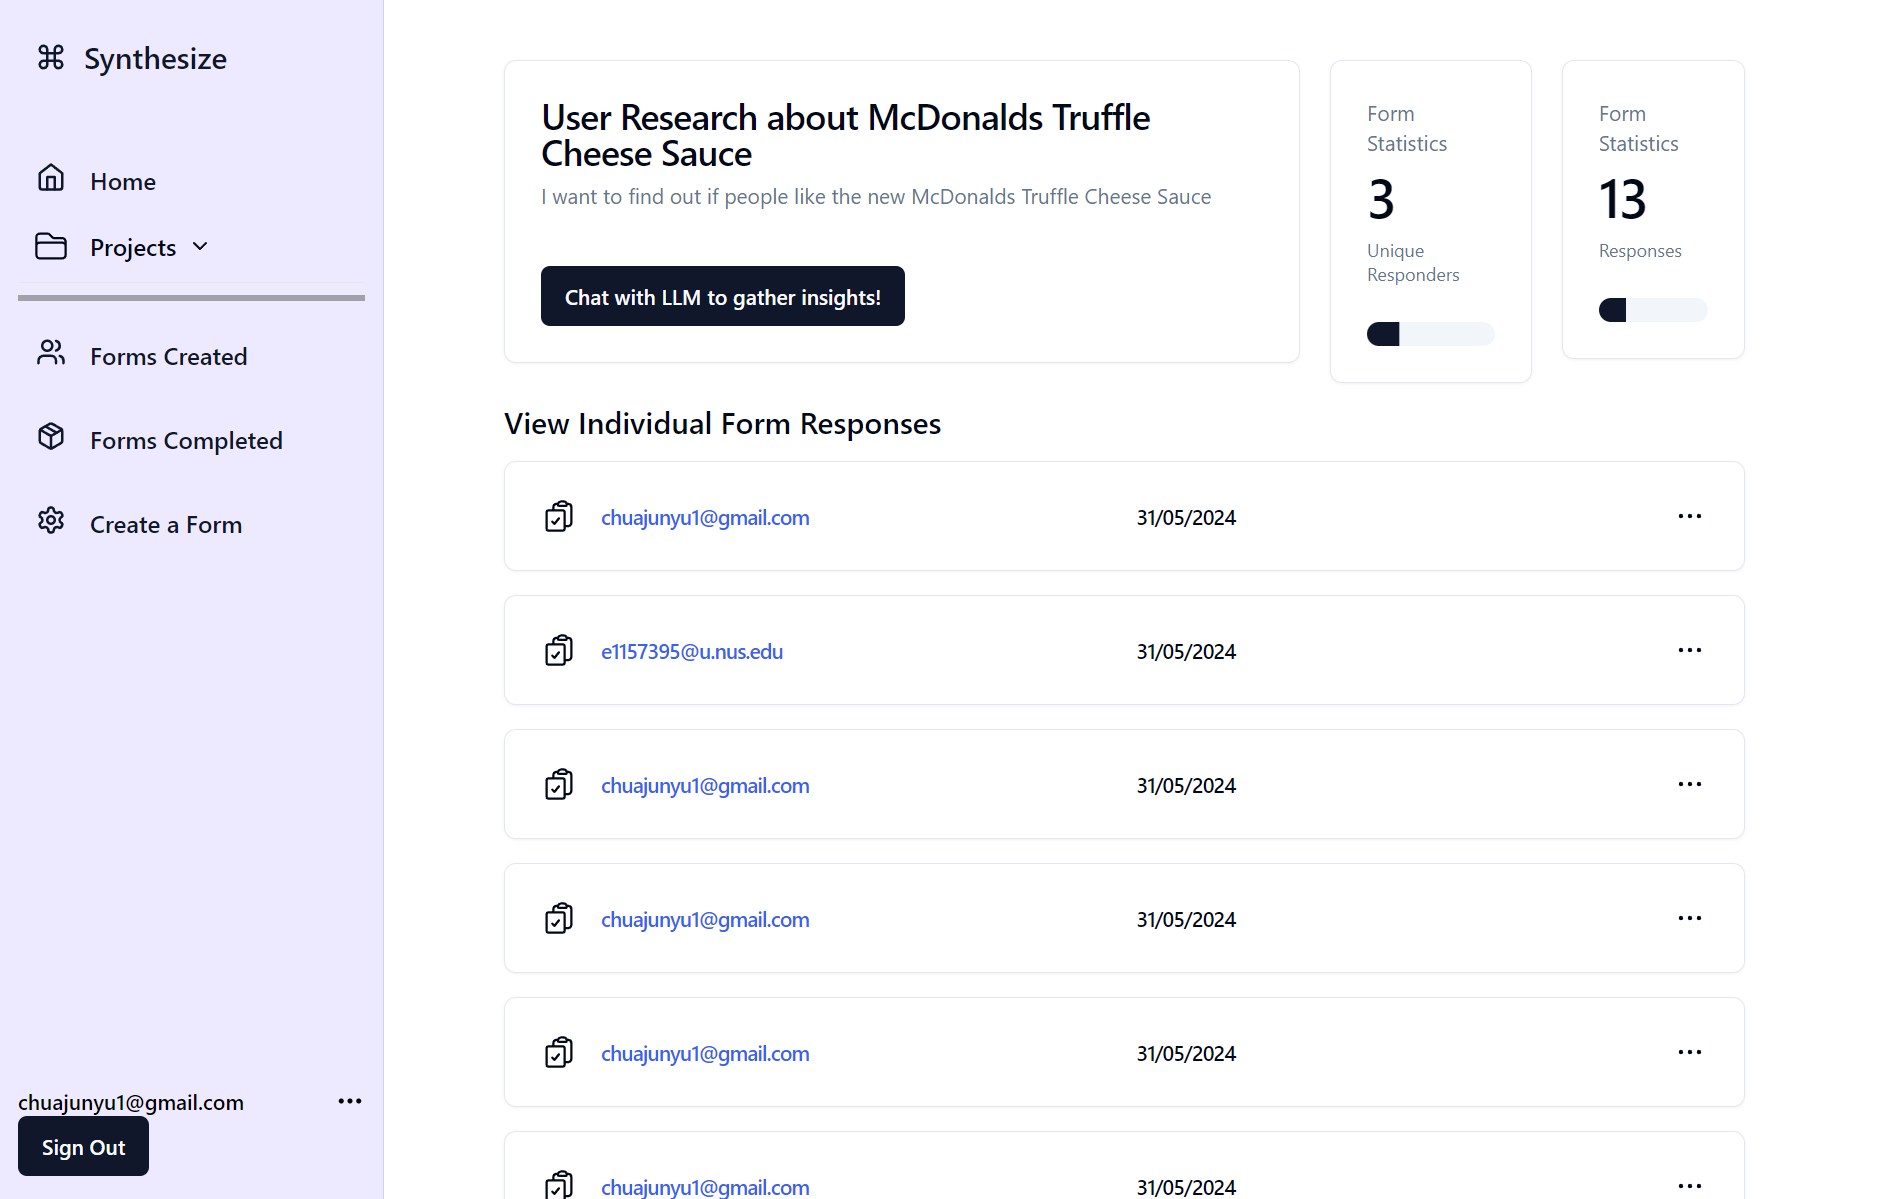 Synthesize
Home
Projects
Forms Created
Forms Completed
Create a Form
chuajunyu1@gmail.com
Sign Out
User Research about McDonalds Truffle
Cheese Sauce
I want to find out if people like the new McDonalds Truffle Cheese Sauce
Chat with LLM to gather insights!
Form
Statistics
3
Unique
Responders
Form
Statistics
13
Responses
View Individual Form Responses
chuajunyu1@gmail.com 31/05/2024
e1157395@u.nus.edu 31/05/2024
chuajunyu1@gmail.com 31/05/2024
chuajunyu1@gmail.com 31/05/2024
chuajunyu1@gmail.com 31/05/2024
chuajunyu1@gmail.com 31/05/2024